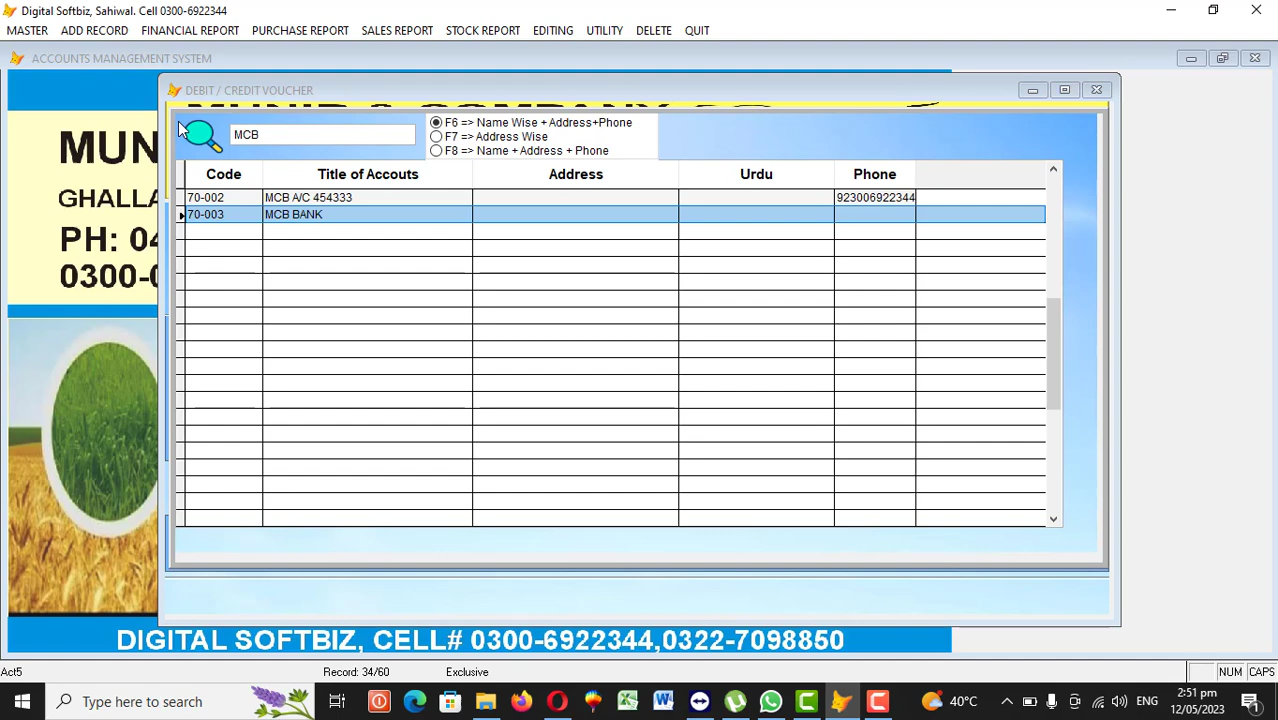 Digital Softbiz, Sahiwal. Cell 0300-6922344
MASTER ADD RECORD FINANCIAL REPORT PURCHASE REPORT SALES REPORT STOCK REPORT EDITING UTILITY DELETE QUIT
ACCOUNTS MANAGEMENT SYSTEM
DEBIT / CREDIT VOUCHER
MCB
F6 => Name Wise + Address+Phone
F7 => Address Wise
F8 => Name + Address + Phone
Code Title of Accouts Address Urdu Phone
70-002 MCB A/C 454333 923006922344
70-003 MCB BANK
MUN
GHALLA
PH: 04
0300-0
DIGITAL SOFTBIZ, CELL# 0300-6922344,0322-7098850
Act5 Record: 34/60 Exclusive NUM CAPS
Type here to search
40°C
ENG
2:51 pm
12/05/2023
1